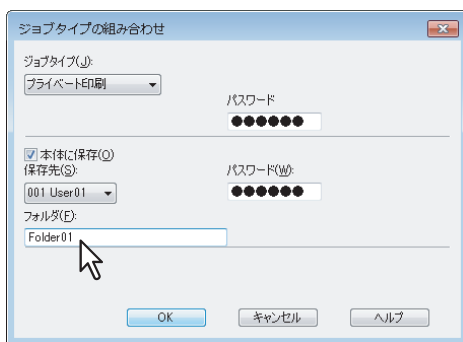 ジョブタイプの組み合わせ
ジョブタイプ(J):
プライベート印刷
パスワード
●●●●●●
本体に保存(O)
保存先(S):
パスワード(W):
001 User01
●●●●●●
フォルダ(F):
Folder01
OK キャンセル ヘルプ